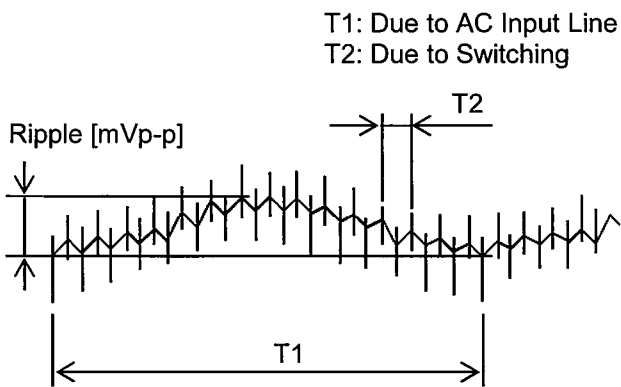 T1: Due to AC Input Line
T2: Due to Switching
T2
Ripple [mVp-p]
T1